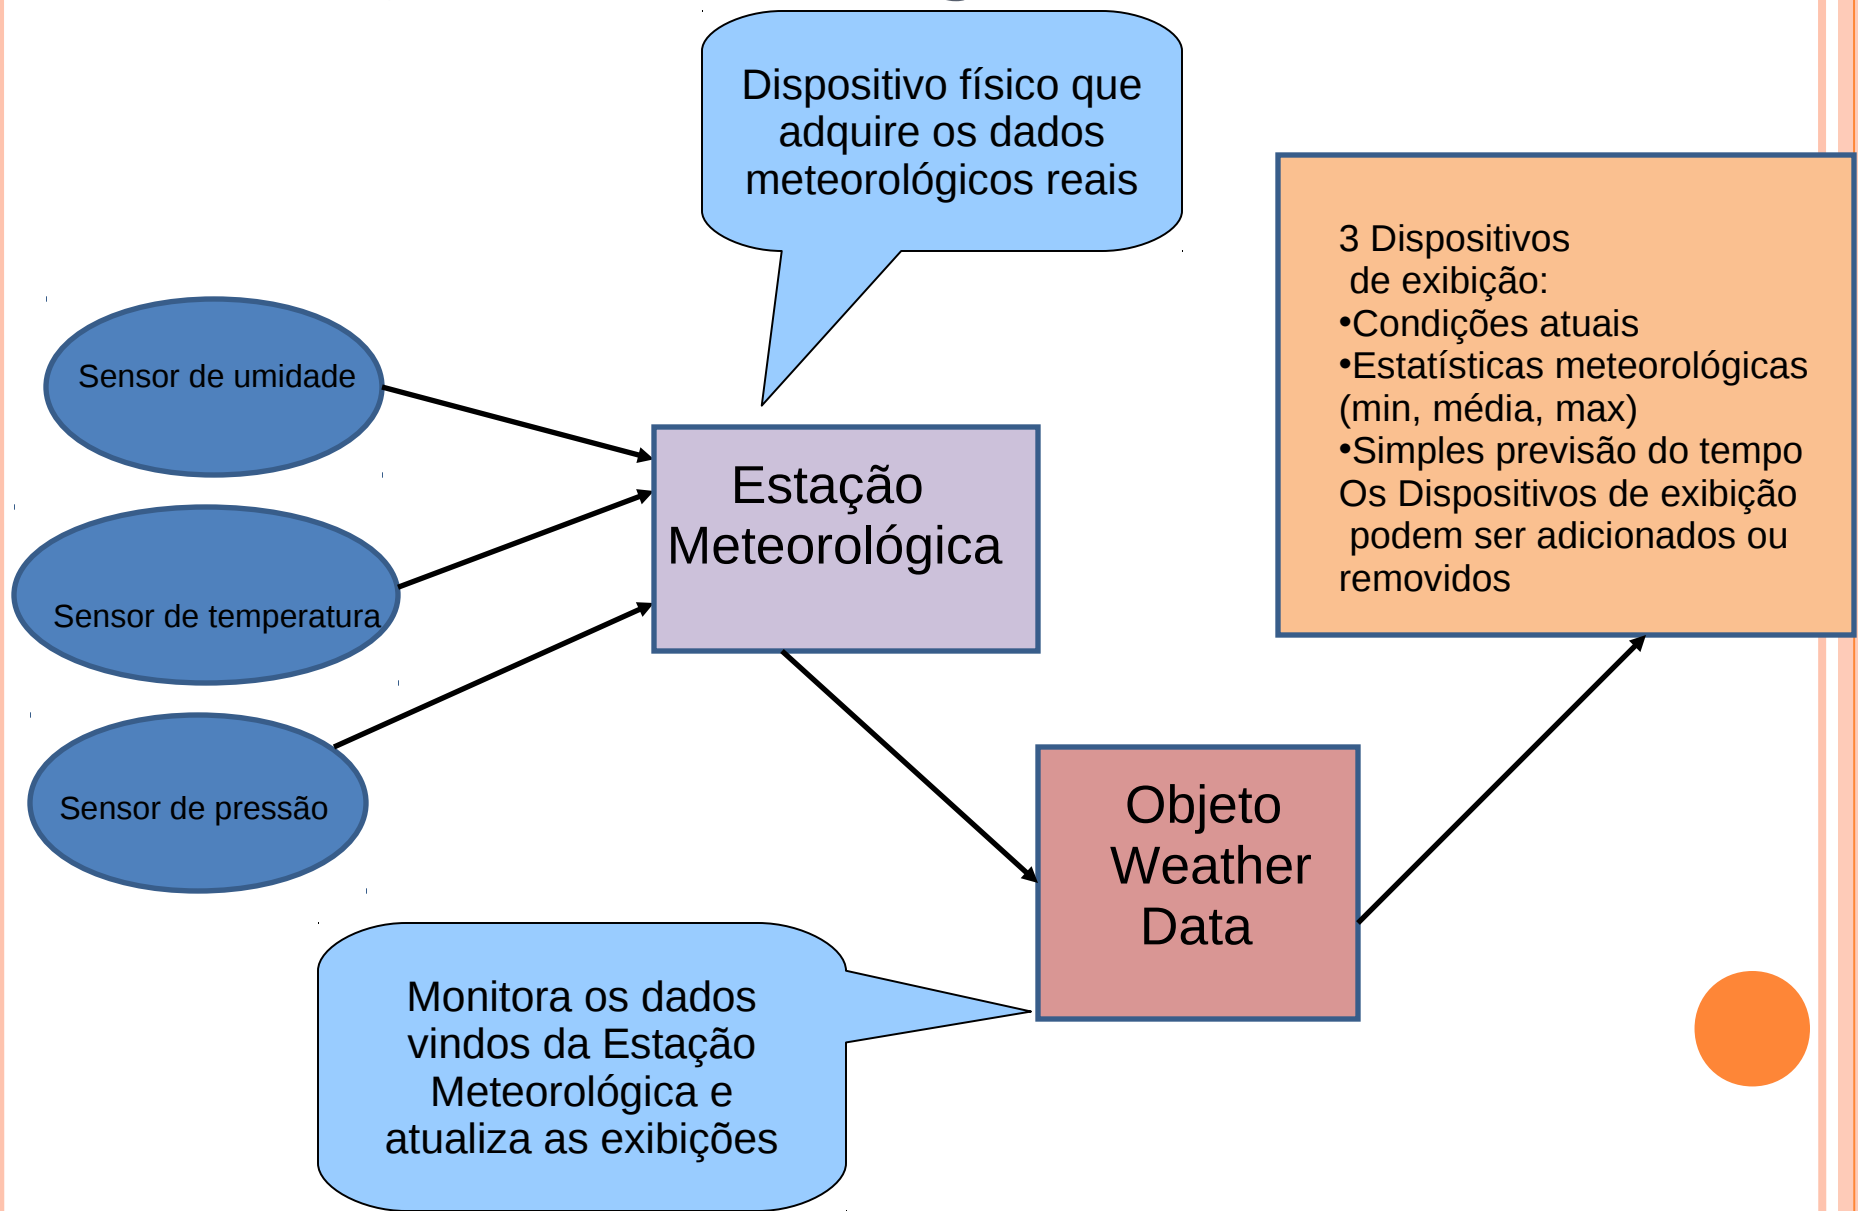 Dispositivo físico que
adquire os dados
meteorológicos reais
3 Dispositivos
de exibição:
•Condições atuais
•Estatísticas meteorológicas
(min, média, max)
•Simples previsão do tempo
Os Dispositivos de exibição
podem ser adicionados ou
removidos
Sensor de umidade
Estação
Meteorológica
Sensor de temperatura
Sensor de pressão
Objeto
Weather
Data
Monitora os dados
vindos da Estação
Meteorológica e
atualiza as exibições